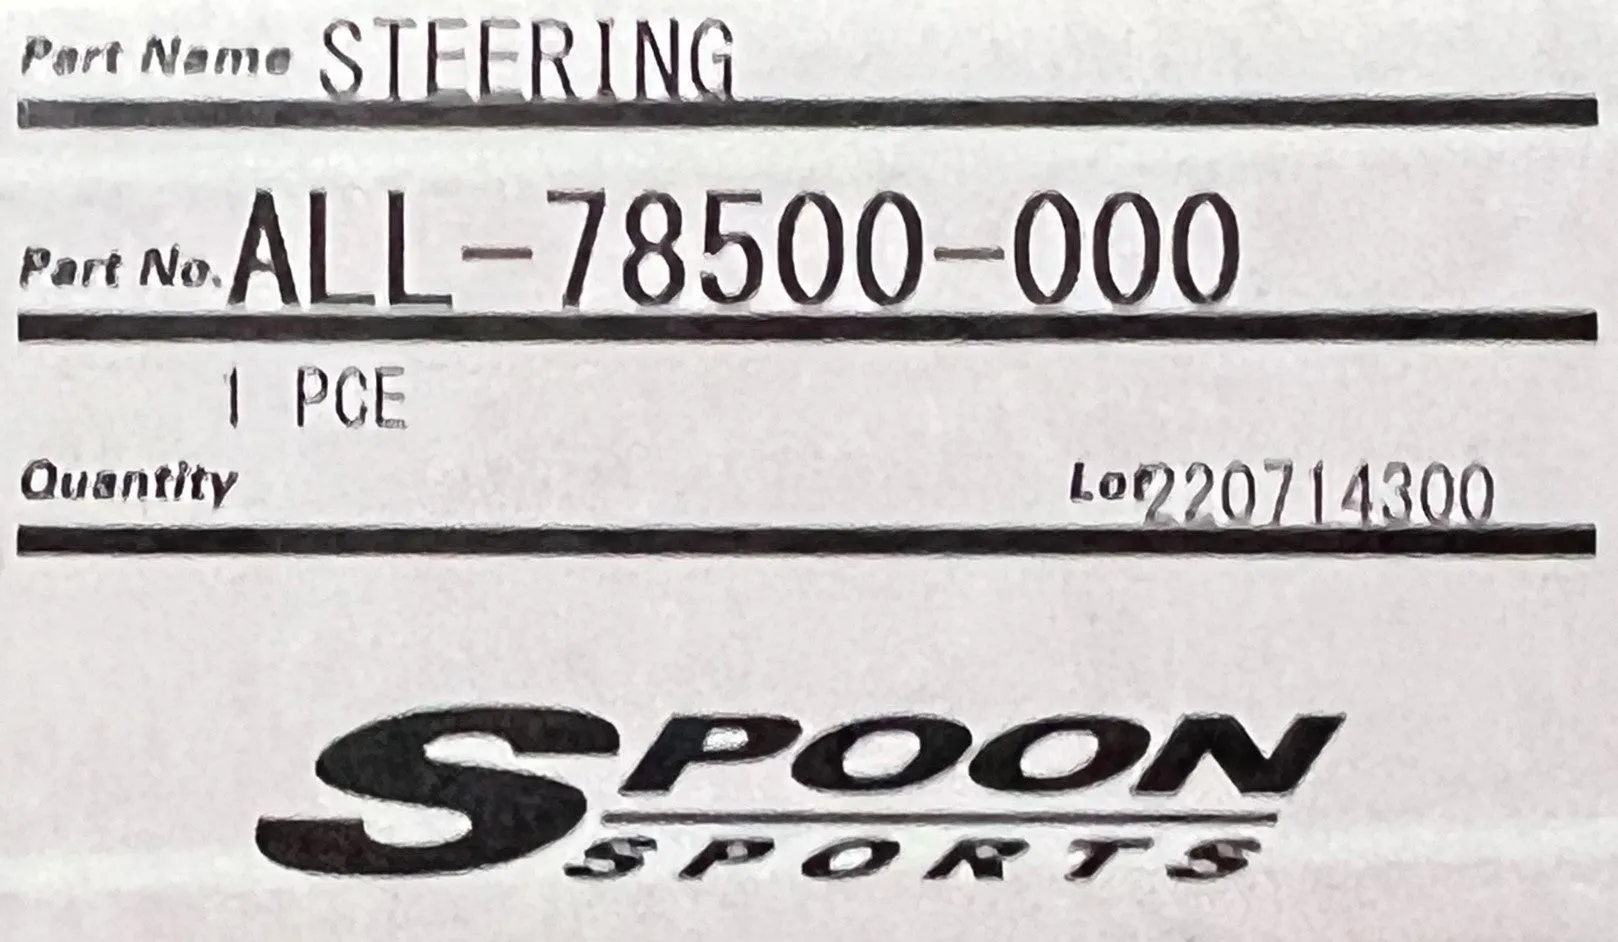 Part Name STEERING
Part No. ALL-78500-000
1 PCE
Quantity Lot 220714300
SPOON
SPORTS